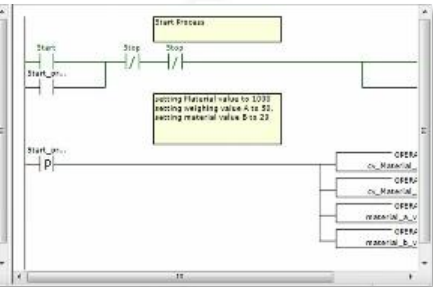 Start Process
Start
Stop
Stop
Start_pr...
setting Material value to 1000
setting weighing value A to 50,
setting material value B to 20
Start_pr...
P
OPERA
cv_Material_
OPERA
cv_Material_
OPERA
material_a_v
OPERA
material_b_v